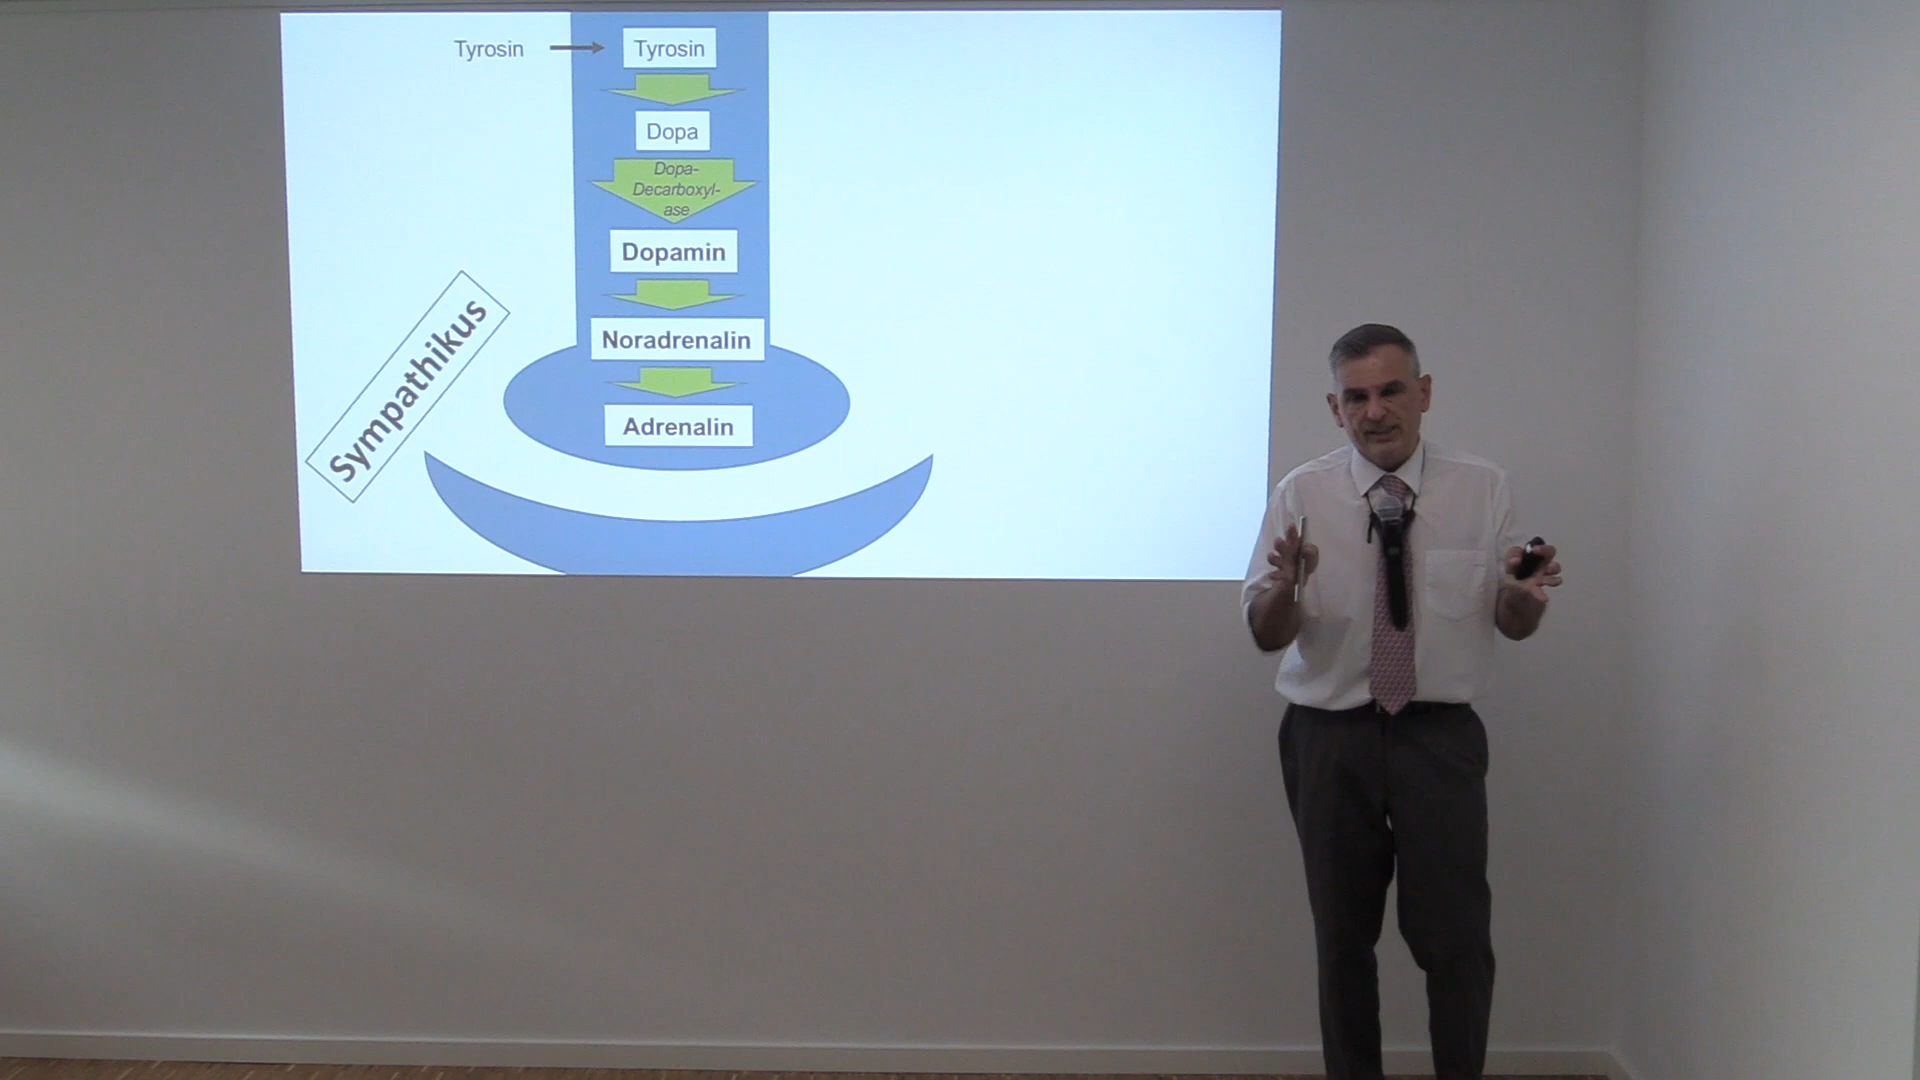 Tyrosin
Tyrosin
Dopa
Dopa-
Decarboxyl-
ase
Dopamin
Noradrenalin
Adrenalin
Sympathikus